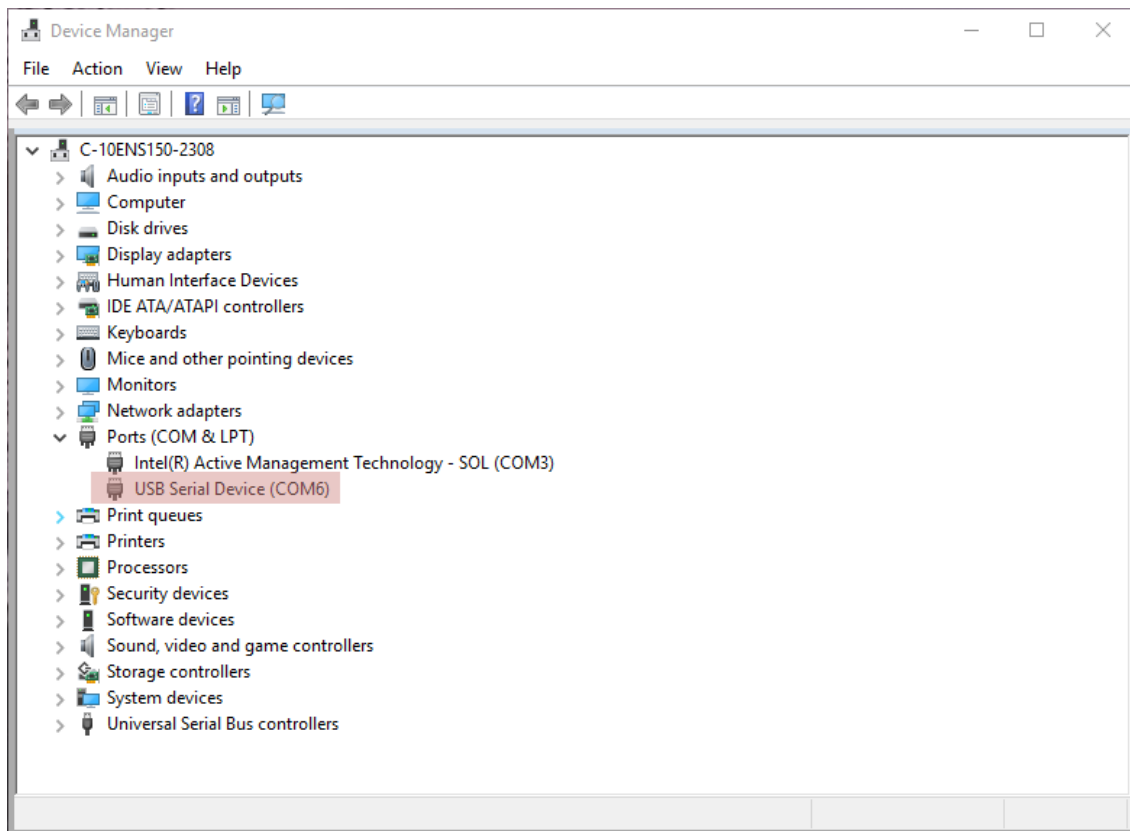 Device Manager
File Action View Help
C-10ENS150-2308
Audio inputs and outputs
Computer
Disk drives
Display adapters
Human Interface Devices
IDE ATA/ATAPI controllers
Keyboards
Mice and other pointing devices
Monitors
Network adapters
Ports (COM & LPT)
Intel(R) Active Management Technology - SOL (COM3)
USB Serial Device (COM6)
Print queues
Printers
Processors
Security devices
Software devices
Sound, video and game controllers
Storage controllers
System devices
Universal Serial Bus controllers